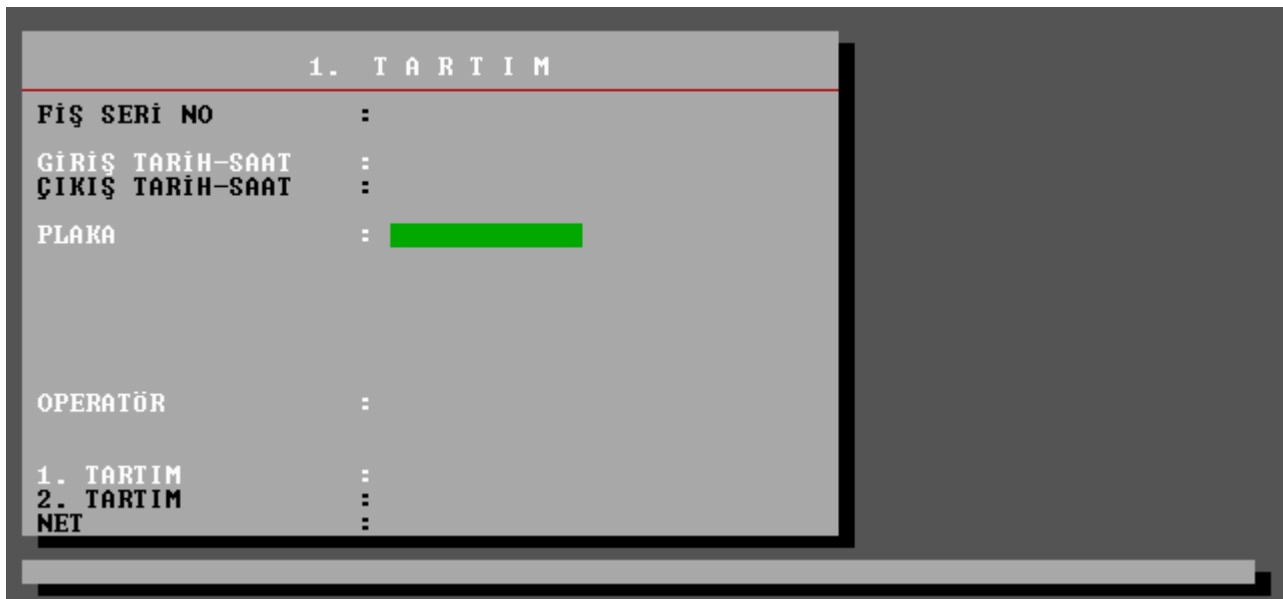 1. T A R T I M
FİŞ SERİ NO :
GİRİŞ TARİH-SAAT :
ÇIKIŞ TARİH-SAAT :
PLAKA :
OPERATÖR :
1. TARTIM :
2. TARTIM :
NET :